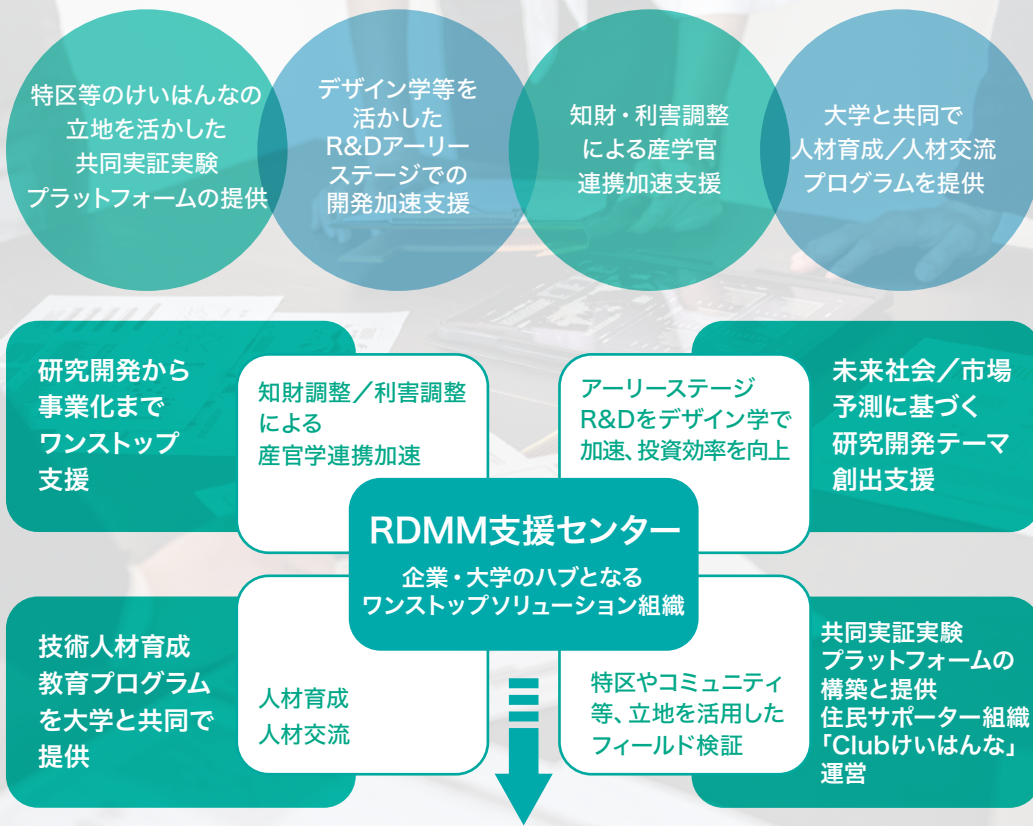 特区等のけいはんなの
立地を活かした
共同実証実験
プラットフォームの提供
デザイン学等を
活かした
R&Dアーリー
ステージでの
開発加速支援
知財・利害調整
による産学官
連携加速支援
大学と共同で
人材育成／人材交流
プログラムを提供
研究開発から
事業化まで
ワンストップ
支援
知財調整／利害調整
による
産官学連携加速
アーリーステージ
R&Dをデザイン学で
加速、投資効率を向上
未来社会／市場
予測に基づく
研究開発テーマ
創出支援
RDMM支援センター
企業・大学のハブとなる
ワンストップソリューション組織
技術人材育成
教育プログラム
を大学と共同で
提供
人材育成
人材交流
特区やコミュニティ
等、立地を活用した
フィールド検証
共同実証実験
プラットフォームの
構築と提供
住民サポーター組織
「Clubけいはんな」
運営